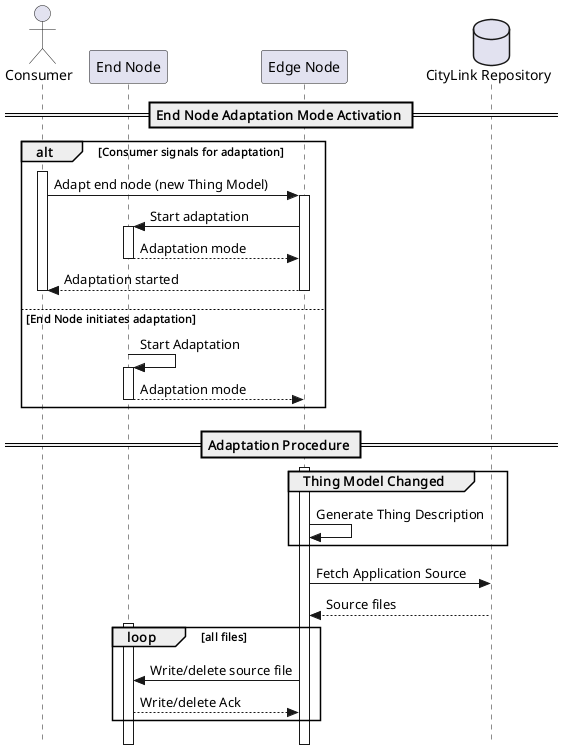 Consumer
End Node
Edge Node
CityLink Repository
End Node Adaptation Mode Activation
alt [Consumer signals for adaptation]
Adapt end node (new Thing Model)
Start adaptation
Adaptation mode
Adaptation started
[End Node initiates adaptation]
Start Adaptation
Adaptation mode
Adaptation Procedure
Thing Model Changed
Generate Thing Description
Fetch Application Source
Source files
loop [all files]
Write/delete source file
Write/delete Ack